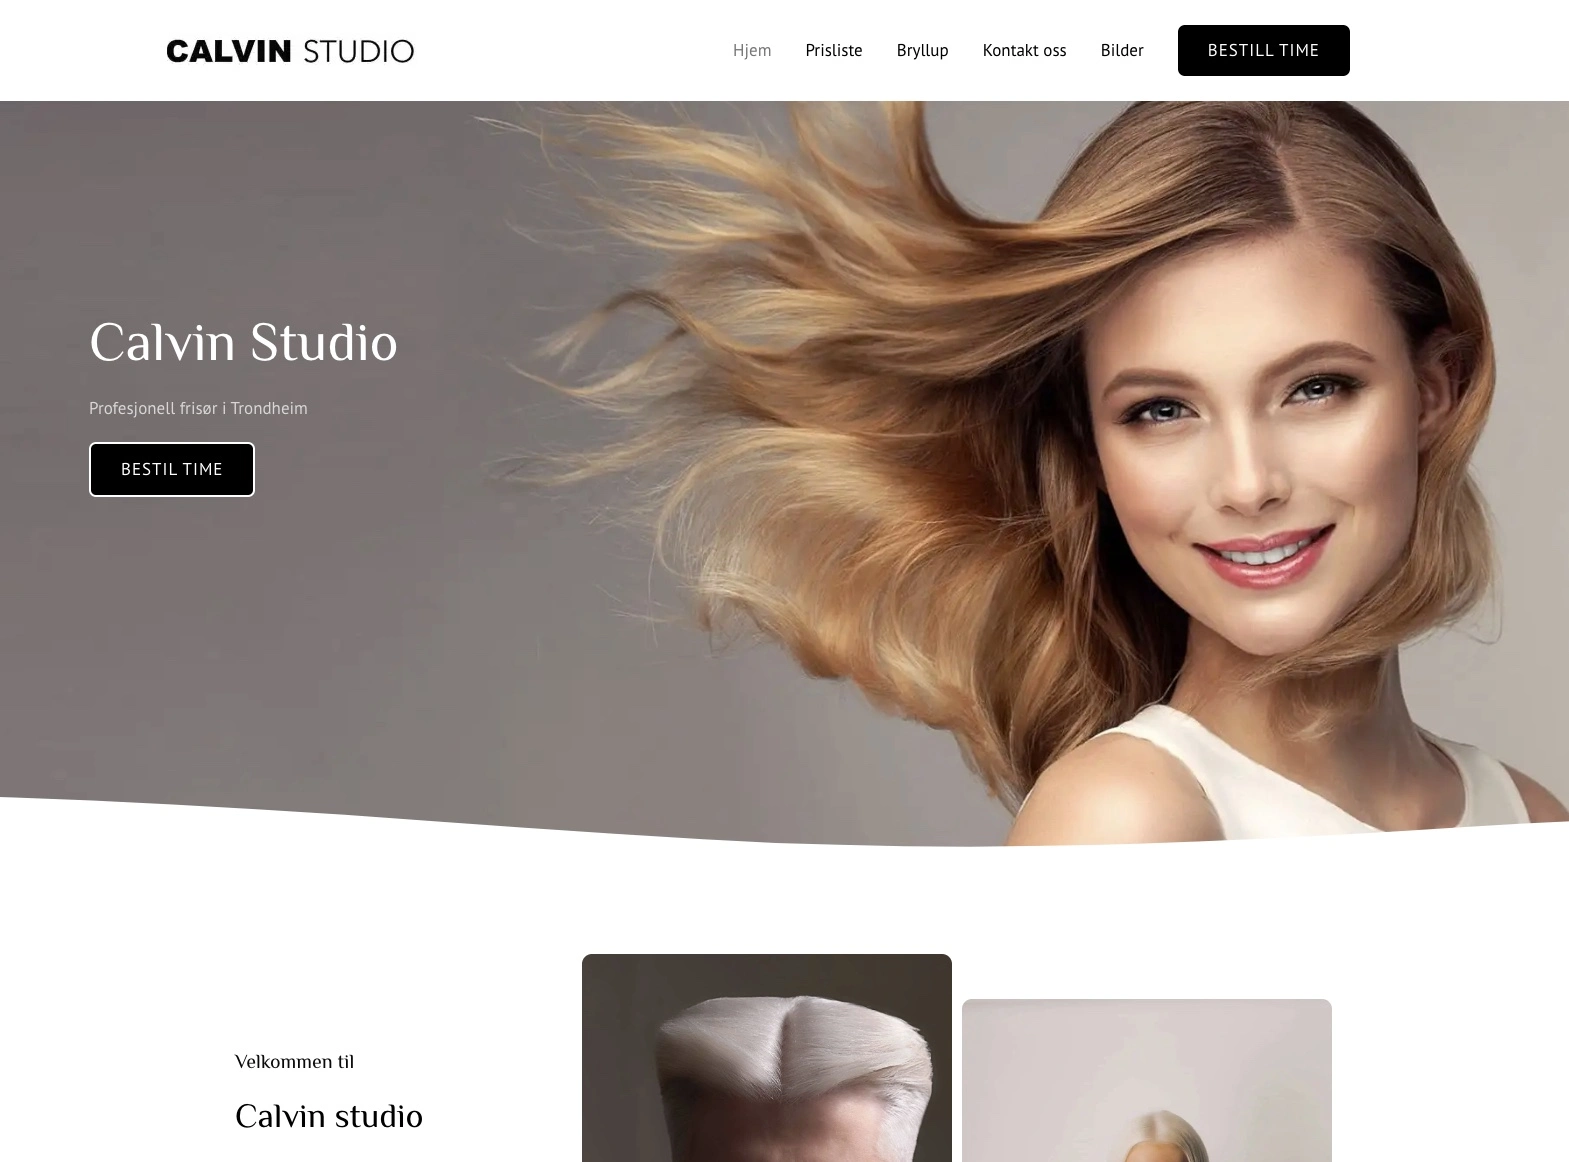 CALVIN STUDIO
Hjem Prisliste Bryllup Kontakt oss Bilder BESTILL TIME
Calvin Studio
Profesjonell frisør i Trondheim
BESTIL TIME
Velkommen til
Calvin studio